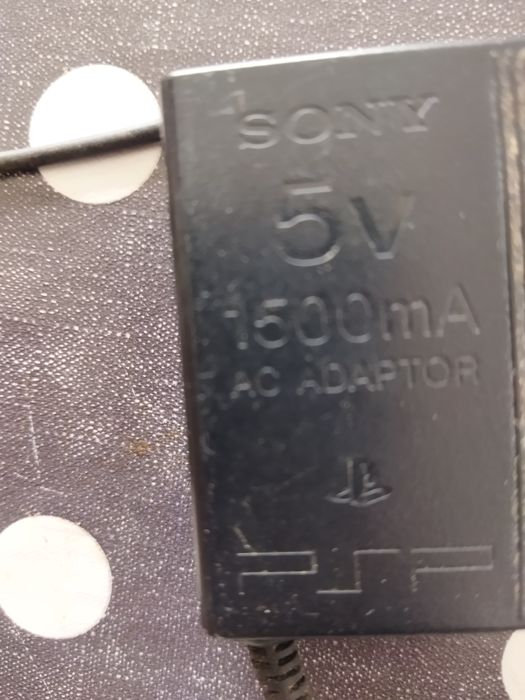 SONY
5V
1500mA
AC ADAPTOR
PSP